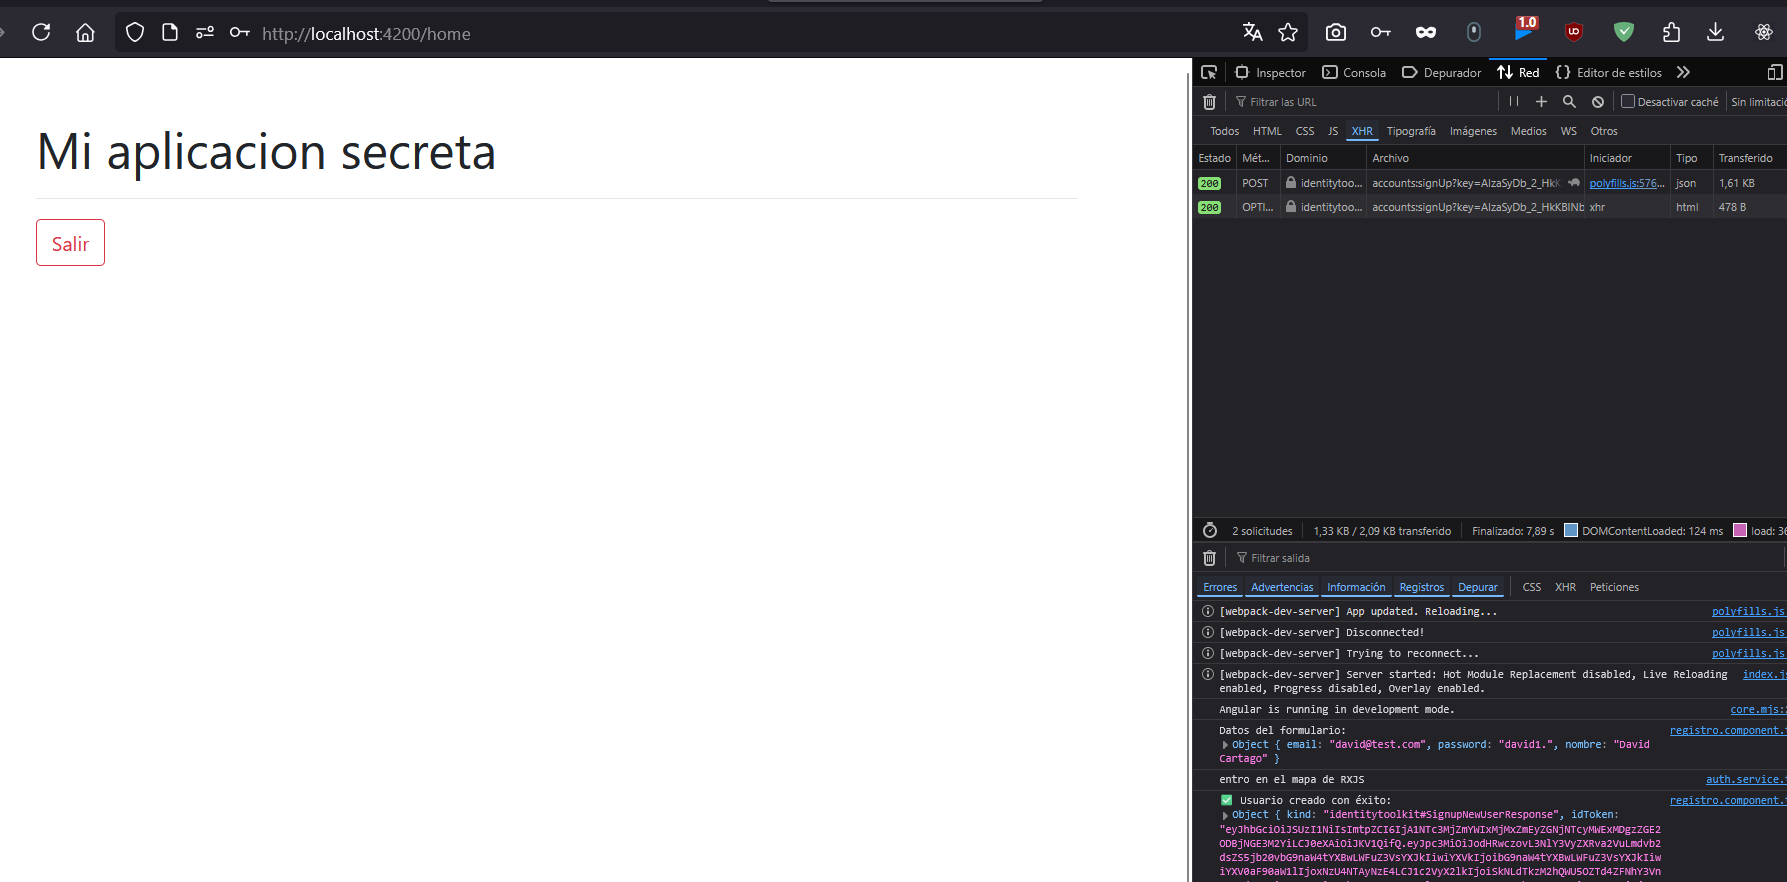 http://localhost:4200/home
1.0
Mi aplicacion secreta
Salir
Inspector Consola Depurador Red Editor de estilos
Filtrar las URL Desactivar caché Sin limitació
Todos HTML CSS JS XHR Tipografía Imágenes Medios WS Otros
Estado Mét... Dominio Archivo Iniciador Tipo Transferido
200 POST identitytoo... accounts:signUp?key=AIzaSyDb_2_HkK polyfills.js:576... json 1,61 KB
200 OPTI... identitytoo... accounts:signUp?key=AIzaSyDb_2_HkKBINb xhr html 478 B
2 solicitudes 1,33 KB / 2,09 KB transferido Finalizado: 7,89 s DOMContentLoaded: 124 ms load: 36
Filtrar salida
Errores Advertencias Información Registros Depurar CSS XHR Peticiones
[webpack-dev-server] App updated. Reloading... polyfills.js
[webpack-dev-server] Disconnected! polyfills.js
[webpack-dev-server] Trying to reconnect... polyfills.js
[webpack-dev-server] Server started: Hot Module Replacement disabled, Live Reloading index.js
enabled, Progress disabled, Overlay enabled.
Angular is running in development mode. core.mjs:
Datos del formulario: registro.component.
Object { email: "david@test.com", password: "david1.", nombre: "David
Cartago" }
entro en el mapa de RXJS auth.service.
Usuario creado con éxito: registro.component.
Object { kind: "identitytoolkit#SignupNewUserResponse", idToken: